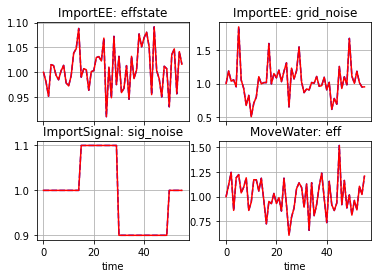 ImportEE: effstate
ImportEE: grid_noise
1.10
1.05
1.00
0.95
1.5
1.0
0.5
ImportSignal: sig_noise
MoveWater: eff
1.1
1.0
0.9
1.50
1.25
1.00
0.75
0 20 40
0 20 40
time
time